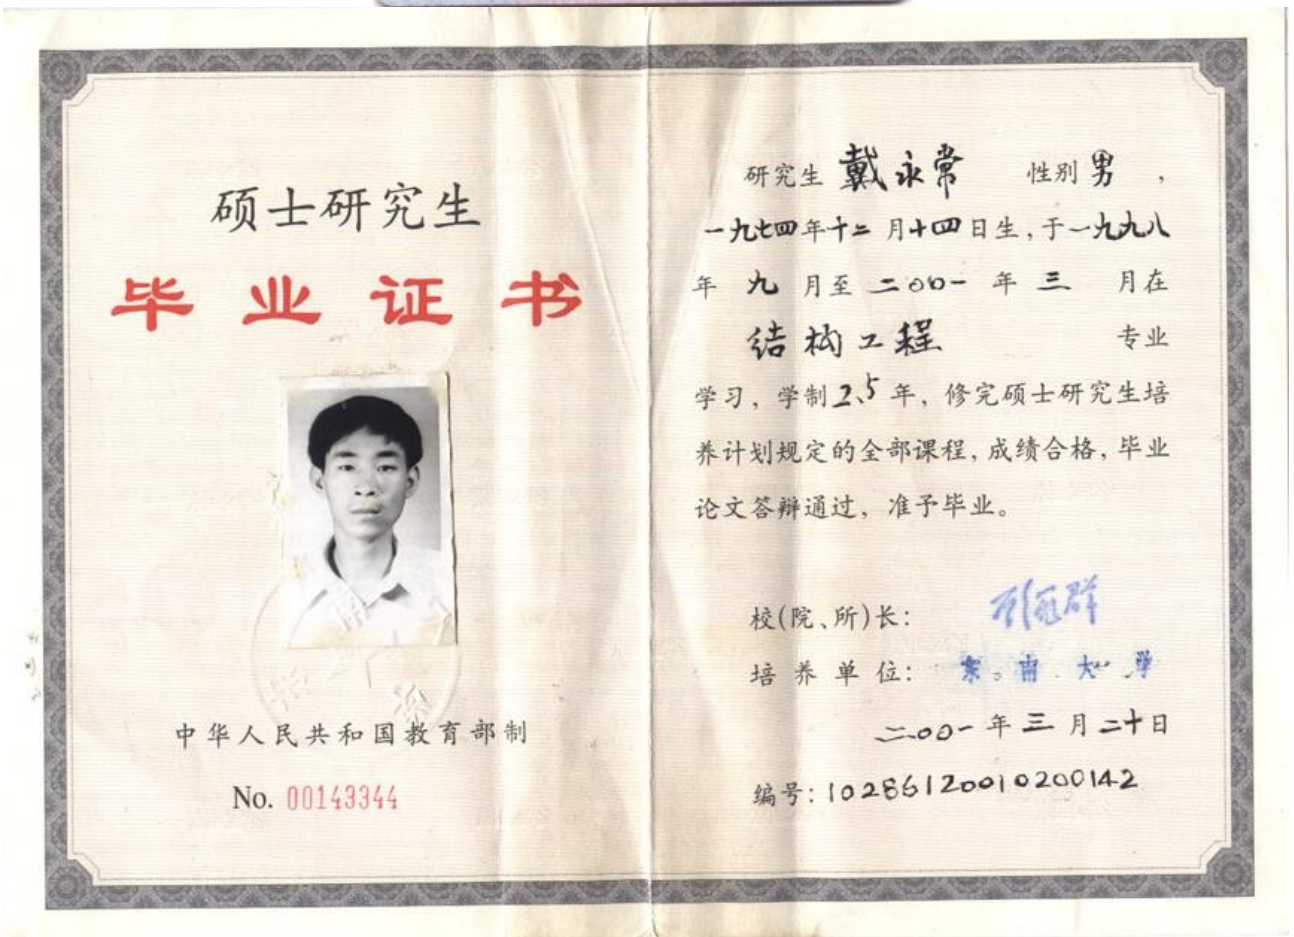 硕士研究生
毕业证书
中华人民共和国教育部制
No. 00143344
研究生 戴永常 性别 男 ，
一九七四年十二月十四日生，于一九九八
年 九 月至 二〇〇一 年 三 月在
结构工程 专业
学习，学制 2.5 年，修完硕士研究生培
养计划规定的全部课程，成绩合格，毕业
论文答辩通过，准予毕业。
校(院、所)长：
培养单位： 东南大学
二〇〇一年三月二十日
编号：10286120010200142